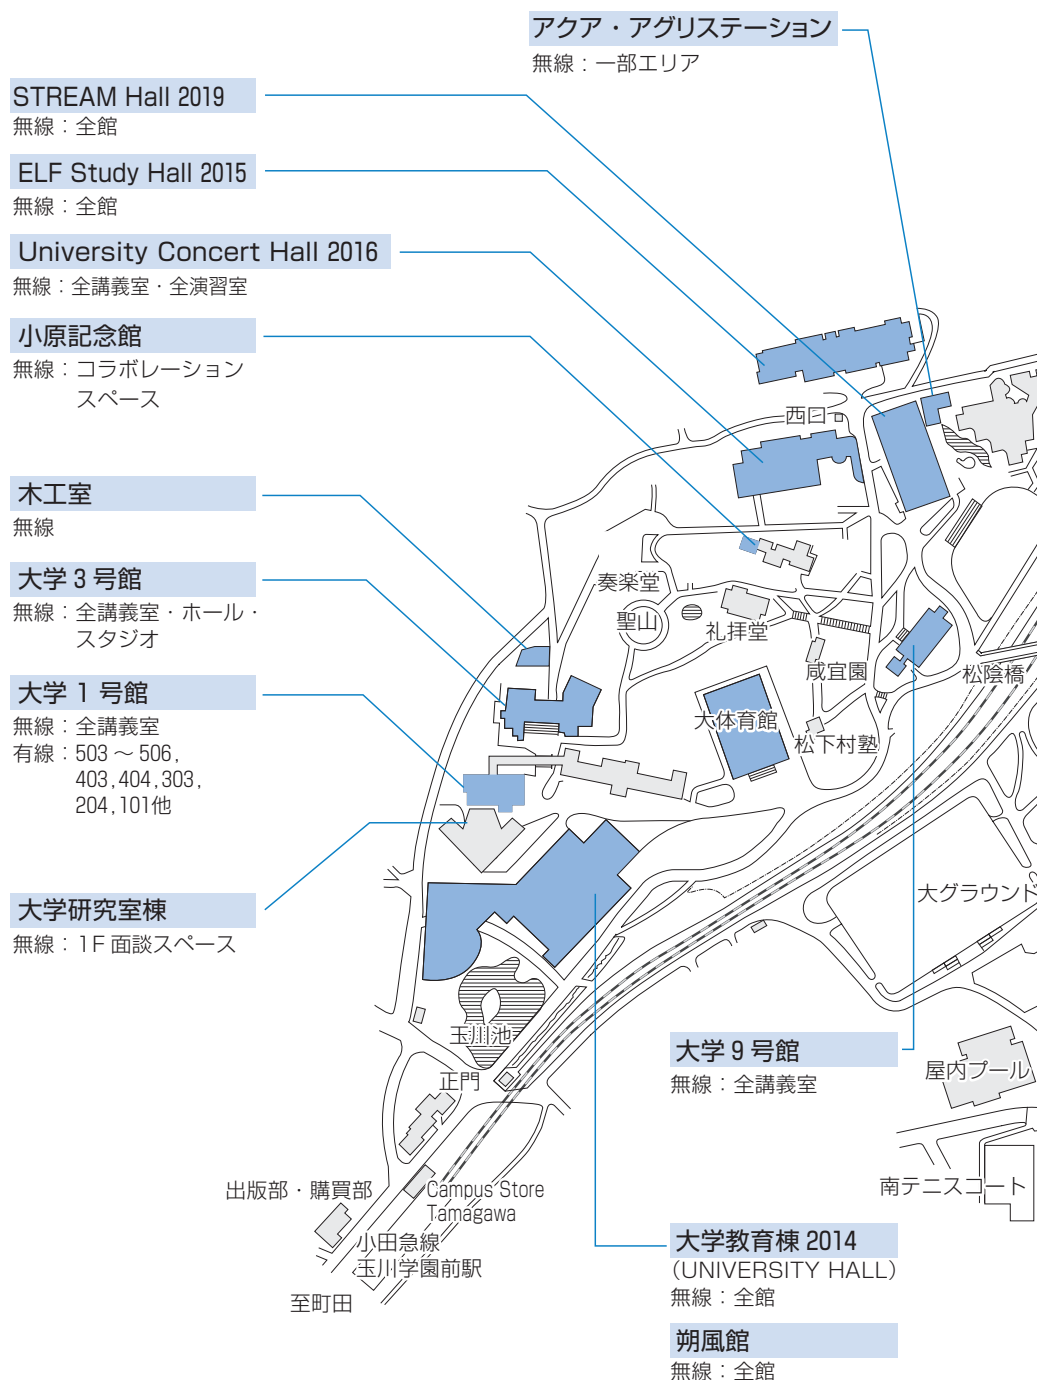 アクア・アグリステーション
無線：一部エリア
STREAM Hall 2019
無線：全館
ELF Study Hall 2015
無線：全館
University Concert Hall 2016
無線：全講義室・全演習室
小原記念館
無線：コラボレーション
スペース
木工室
無線
大学 3 号館
無線：全講義室・ホール・
スタジオ
大学 1 号館
無線：全講義室
有線：503 ～ 506,
403,404,303,
204,101他
大学研究室棟
無線：1F 面談スペース
西口
奏楽堂
聖山
礼拝堂
咸宜園
松陰橋
大体育館
松下村塾
大グラウンド
玉川池
正門
大学 9 号館
無線：全講義室
屋内プール
南テニスコート
出版部・購買部
Campus Store
Tamagawa
小田急線
玉川学園前駅
至町田
大学教育棟 2014
(UNIVERSITY HALL)
無線：全館
朔風館
無線：全館